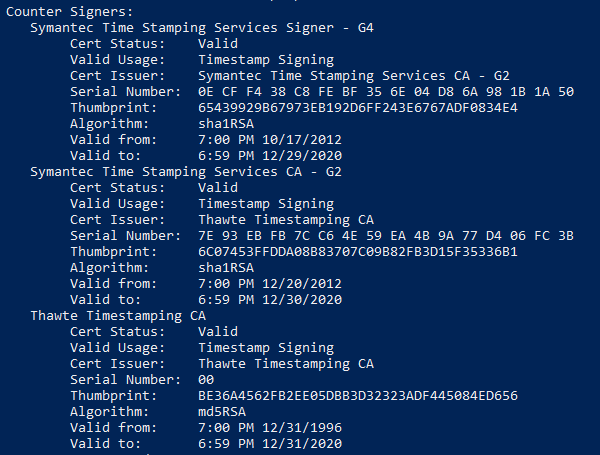 Counter Signers:
Symantec Time Stamping Services Signer - G4
Cert Status: Valid
Valid Usage: Timestamp Signing
Cert Issuer: Symantec Time Stamping Services CA - G2
Serial Number: 0E CF F4 38 C8 FE BF 35 6E 04 D8 6A 98 1B 1A 50
Thumbprint: 65439929B67973EB192D6FF243E6767ADF0834E4
Algorithm: sha1RSA
Valid from: 7:00 PM 10/17/2012
Valid to: 6:59 PM 12/29/2020
Symantec Time Stamping Services CA - G2
Cert Status: Valid
Valid Usage: Timestamp Signing
Cert Issuer: Thawte Timestamping CA
Serial Number: 7E 93 EB FB 7C C6 4E 59 EA 4B 9A 77 D4 06 FC 3B
Thumbprint: 6C07453FFDDA08B83707C09B82FB3D15F35336B1
Algorithm: sha1RSA
Valid from: 7:00 PM 12/20/2012
Valid to: 6:59 PM 12/30/2020
Thawte Timestamping CA
Cert Status: Valid
Valid Usage: Timestamp Signing
Cert Issuer: Thawte Timestamping CA
Serial Number: 00
Thumbprint: BE36A4562FB2EE05DBB3D32323ADF445084ED656
Algorithm: md5RSA
Valid from: 7:00 PM 12/31/1996
Valid to: 6:59 PM 12/31/2020